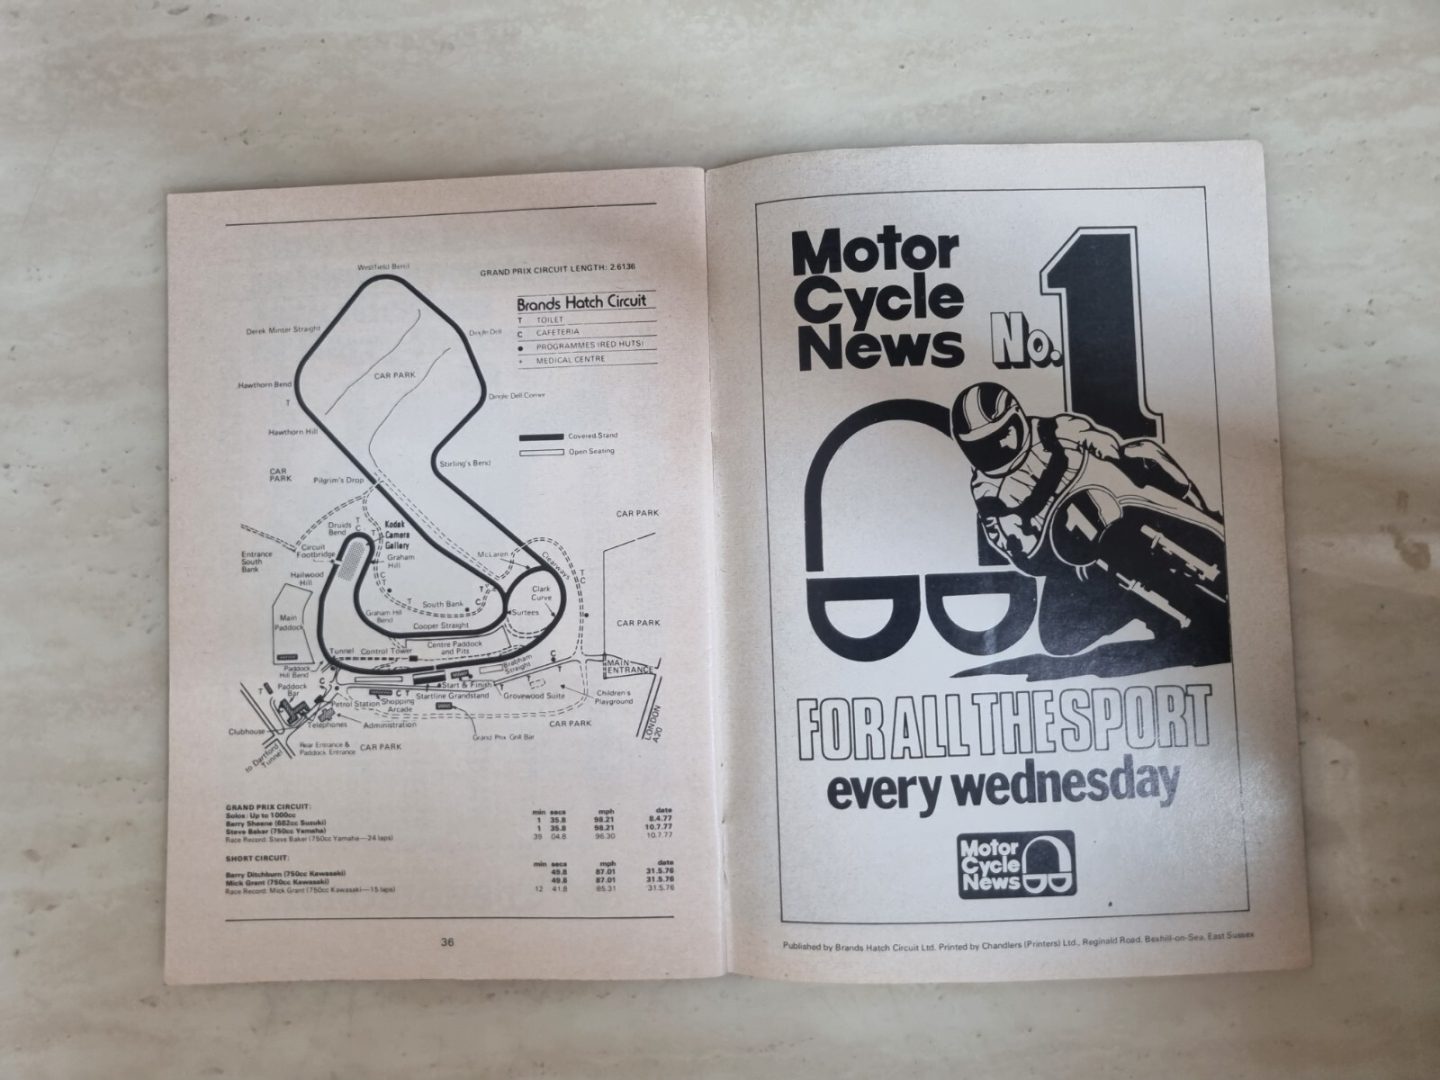 Westfield Bend
GRAND PRIX CIRCUIT LENGTH: 2.6136
Brands Hatch Circuit
T TOILET
C CAFETERIA
● PROGRAMMES (RED HUTS)
+ MEDICAL CENTRE
Derek Minter Straight
Dingle Dell
CAR PARK
Hawthorn Bend
T
Dingle Dell Corner
Hawthorn Hill
Covered Stand
Open Seating
Stirling's Bend
CAR
PARK
Pilgrim's Drop
CAR PARK
Druids
Bend
T
C
T
Kodak
Camera
Gallery
Circuit
Footbridge
Entrance
South
Bank
Graham
Hill
McLaren
Clearways
Hailwood
Hill
C
T
T
C
TC
Clark
Curve
T
South Bank
Surtees
Main
Paddock
Graham Hill
Bend
Cooper Straight
CAR PARK
Tunnel
Control Tower
Centre Paddock
and Pits
Brabham
Straight
C
T
MAIN
ENTRANCE
Paddock
Hill Bend
C
T
Paddock
Bar
Start & Finish
T
C T
Startline Grandstand
Grovewood Suite
Children's
Playground
Petrol Station
Shopping
Arcade
Telephones
Administration
CAR PARK
LONDON
A20
Clubhouse
Grand Prix Grill Bar
Rear Entrance &
Paddock Entrance
CAR PARK
to Dartford
Tunnel
GRAND PRIX CIRCUIT:
Solos: Up to 1000cc min secs mph date
Barry Sheene (652cc Suzuki) 1 35.8 98.21 8.4.77
Steve Baker (750cc Yamaha) 1 35.8 98.21 10.7.77
Race Record: Steve Baker (750cc Yamaha—24 laps) 39 04.8 96.30 10.7.77
SHORT CIRCUIT: min secs mph date
Barry Ditchburn (750cc Kawasaki) 49.8 87.01 31.5.76
Mick Grant (750cc Kawasaki) 49.8 87.01 31.5.76
Race Record: Mick Grant (750cc Kawasaki—15 laps) 12 41.8 85.31 31.5.76
36
Motor
Cycle
News No.1
1
FOR ALL THE SPORT
every wednesday
Motor
Cycle
News
Published by Brands Hatch Circuit Ltd. Printed by Chandlers (Printers) Ltd., Reginald Road, Bexhill-on-Sea, East Sussex